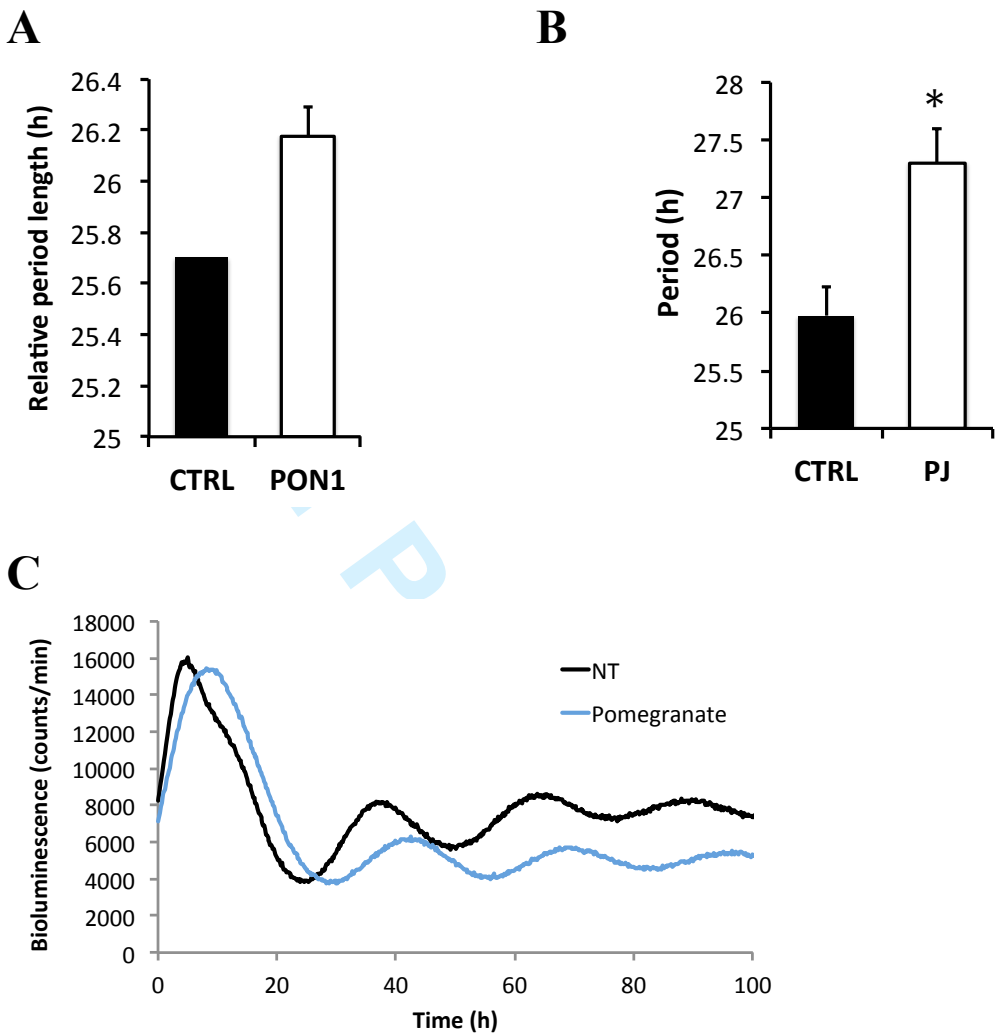 A
Relative period length (h)
26.4
26.2
26
25.8
25.6
25.4
25.2
25
CTRL PON1
B
Period (h)
28
27.5
27
26.5
26
25.5
25
*
CTRL PJ
P
C
Bioluminescence (counts/min)
18000
16000
14000
12000
10000
8000
6000
4000
2000
0
NT
Pomegranate
0 20 40 60 80 100
Time (h)